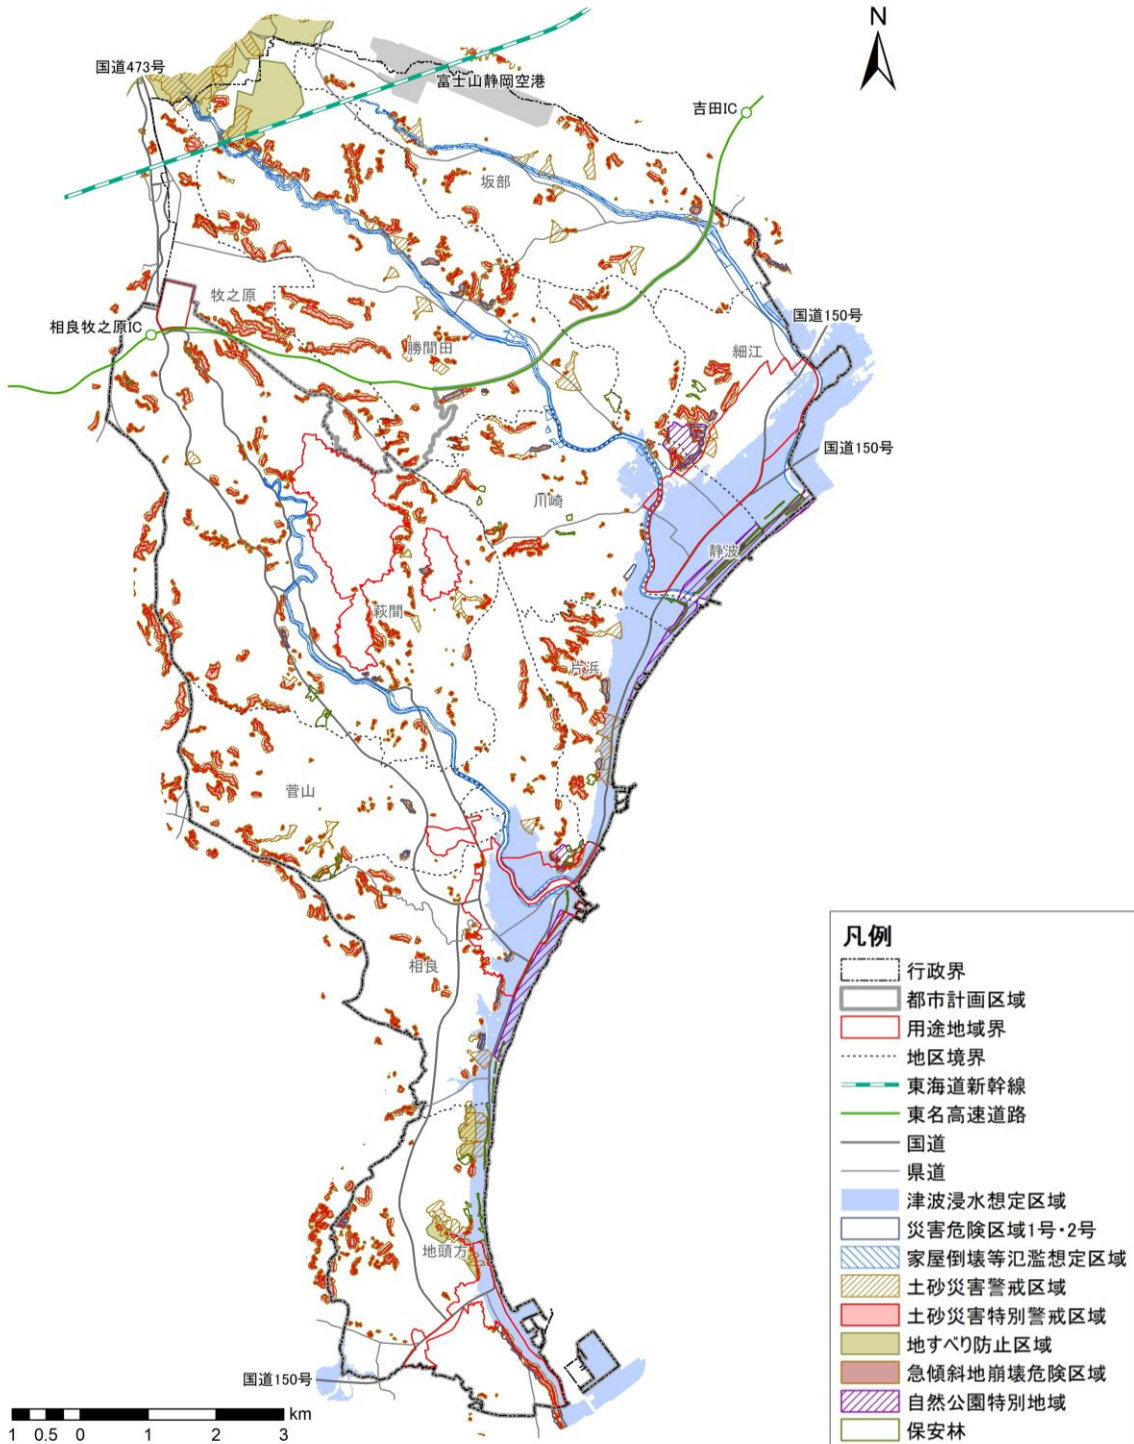 N
国道473号
富士山静岡空港
吉田IC
坂部
牧之原
国道150号
相良牧之原IC
勝間田
細江
国道150号
川崎
静波
萩間
片浜
菅山
相良
地頭方
国道150号
km
1 0.5 0 1 2 3
凡例
行政界
都市計画区域
用途地域界
地区境界
東海道新幹線
東名高速道路
国道
県道
津波浸水想定区域
災害危険区域1号・2号
家屋倒壊等氾濫想定区域
土砂災害警戒区域
土砂災害特別警戒区域
地すべり防止区域
急傾斜地崩壊危険区域
自然公園特別地域
保安林